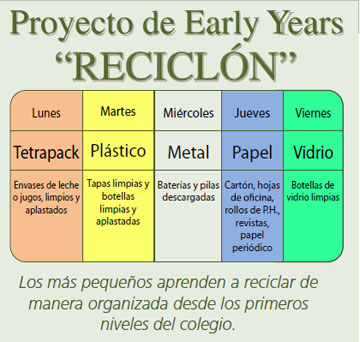 Proyecto de Early Years
“RECICLÓN”
Lunes Martes Miércoles Jueves Viernes
Tetrapack Plástico Metal Papel Vidrio
Envases de leche
o jugos, limpios y
aplastados
Tapas limpias y
botellas
limpias y
aplastadas
Baterías y pilas
descargadas
Cartón, hojas
de oficina,
rollos de P.H.,
revistas,
papel
periódico
Botellas de
vidrio limpias
Los más pequeños aprenden a reciclar de
manera organizada desde los primeros
niveles del colegio.